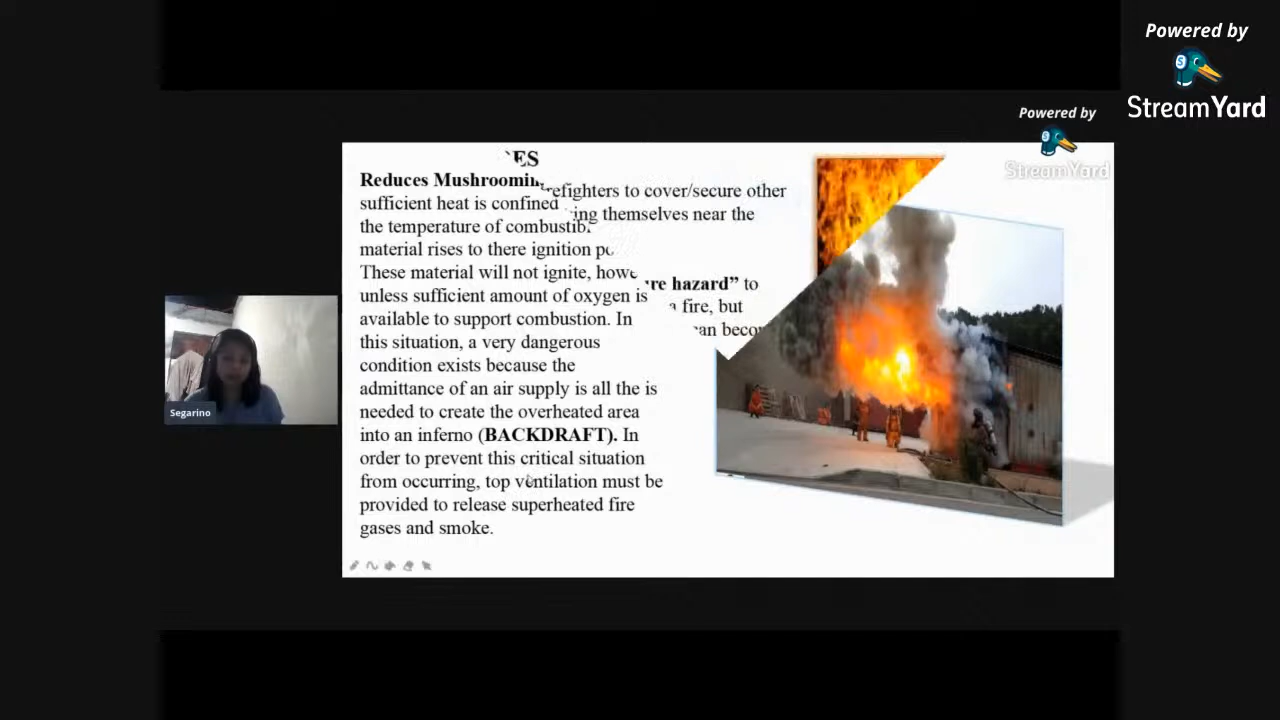 Powered by
StreamYard
Powered by
StreamYard
ES
Reduces Mushrooming
refighters to cover/secure other
sufficient heat is confined
ing themselves near the
the temperature of
material rises to there ignition
These material will not ignite,
re hazard” to
unless sufficient amount of oxygen is
a fire, but
available to support combustion. In
can
this situation, a very dangerous
condition exists because the
admittance of an air supply is all the is
needed to create the overheated area
into an inferno (BACKDRAFT). In
order to prevent this critical situation
from occurring, top ventilation must be
provided to release superheated fire
gases and smoke.
Segarino